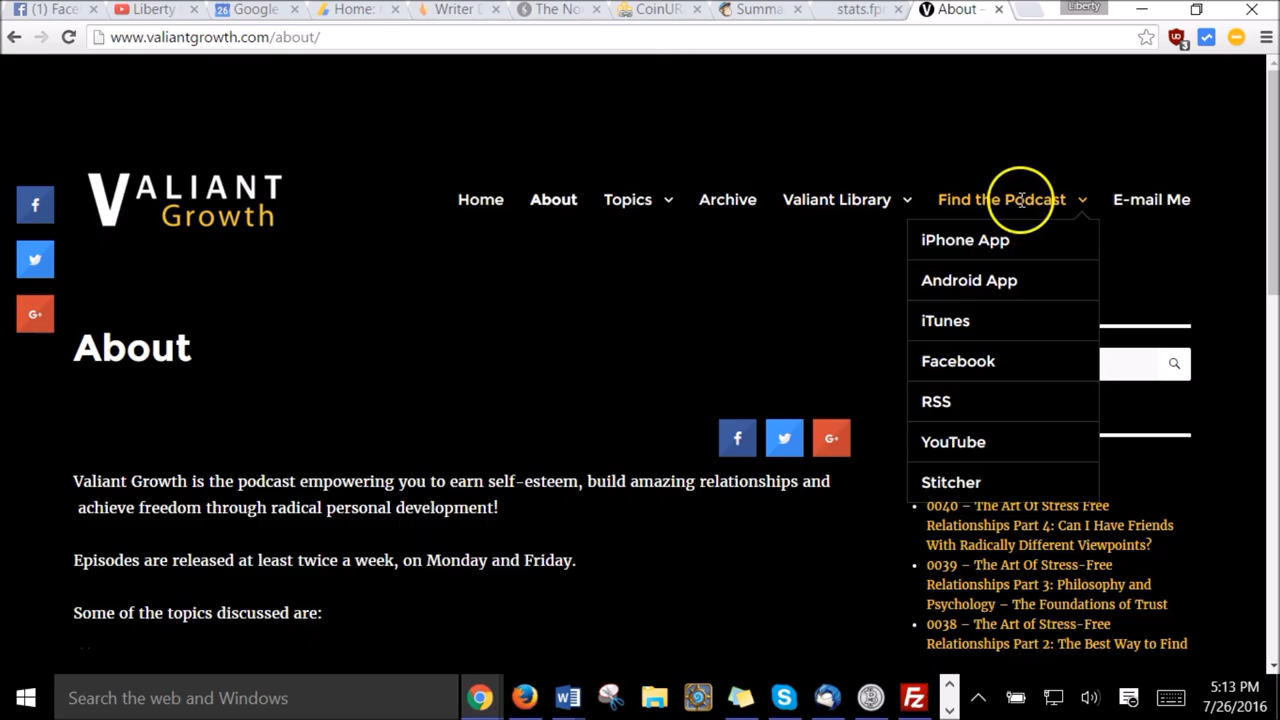 (1) Face
Liberty
26 Google
Home:
Writer D
The No
CoinUR
Summa
stats.fp
V About –
Liberty
www.valiantgrowth.com/about/
3
VALIANT
Growth
Home About Topics Archive Valiant Library Find the Podcast E-mail Me
iPhone App
Android App
iTunes
Facebook
RSS
YouTube
Stitcher
f
G+
About
f G+
Valiant Growth is the podcast empowering you to earn self-esteem, build amazing relationships and
achieve freedom through radical personal development!
Episodes are released at least twice a week, on Monday and Friday.
Some of the topics discussed are:
0040 – The Art Of Stress Free
Relationships Part 4: Can I Have Friends
With Radically Different Viewpoints?
0039 – The Art Of Stress-Free
Relationships Part 3: Philosophy and
Psychology – The Foundations of Trust
0038 – The Art of Stress-Free
Relationships Part 2: The Best Way to Find
Search the web and Windows
5:13 PM
7/26/2016